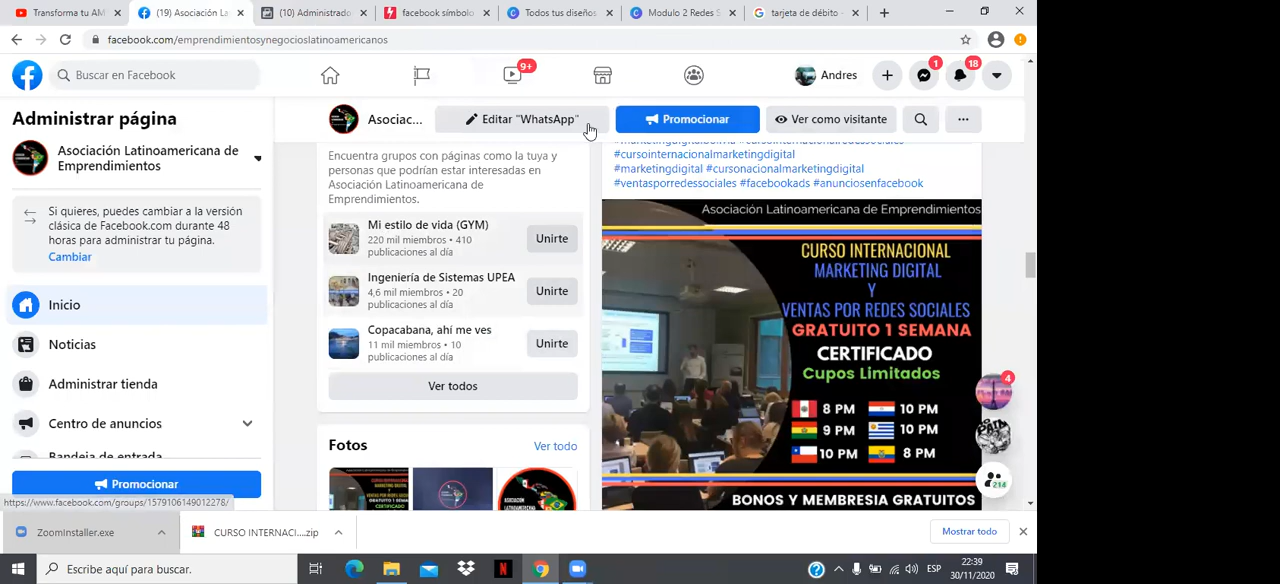 Transforma tu AM
(19) Asociación La
(10) Administrado
facebook símbolo
Todos tus diseños
Modulo 2 Redes S
tarjeta de débito -
facebook.com/emprendimientosynegocioslatinoamericanos
Buscar en Facebook
9+
Andres
1
18
Administrar página
Asociación Latinoamericana de
Emprendimientos
Si quieres, puedes cambiar a la versión
clásica de Facebook.com durante 48
horas para administrar tu página.
Cambiar
Inicio
Noticias
Administrar tienda
Centro de anuncios
Bandeja de entrada
Promocionar
https://www.facebook.com/groups/1579106149012278/
Asociac...
Editar "WhatsApp"
Promocionar
Ver como visitante
Encuentra grupos con páginas como la tuya y
personas que podrían estar interesadas en
Asociación Latinoamericana de
Emprendimientos.
Mi estilo de vida (GYM)
220 mil miembros • 410
publicaciones al día
Unirte
Ingeniería de Sistemas UPEA
4,6 mil miembros • 20
publicaciones al día
Unirte
Copacabana, ahí me ves
11 mil miembros • 10
publicaciones al día
Unirte
Ver todos
Fotos
Ver todo
#cursointernacionalmarketingdigital
#marketingdigital #cursonacionalmarketingdigital
#ventasporredessociales #facebookads #anunciosenfacebook
Asociación Latinoamericana de Emprendimientos
CURSO INTERNACIONAL
MARKETING DIGITAL
Y
VENTAS POR REDES SOCIALES
GRATUITO 1 SEMANA
CERTIFICADO
Cupos Limitados
8 PM 10 PM
9 PM 10 PM
10 PM 8 PM
BONOS Y MEMBRESIA GRATUITOS
4
214
ZoomInstaller.exe
CURSO INTERNACI....zip
Mostrar todo
Escribe aquí para buscar.
ESP
22:39
30/11/2020